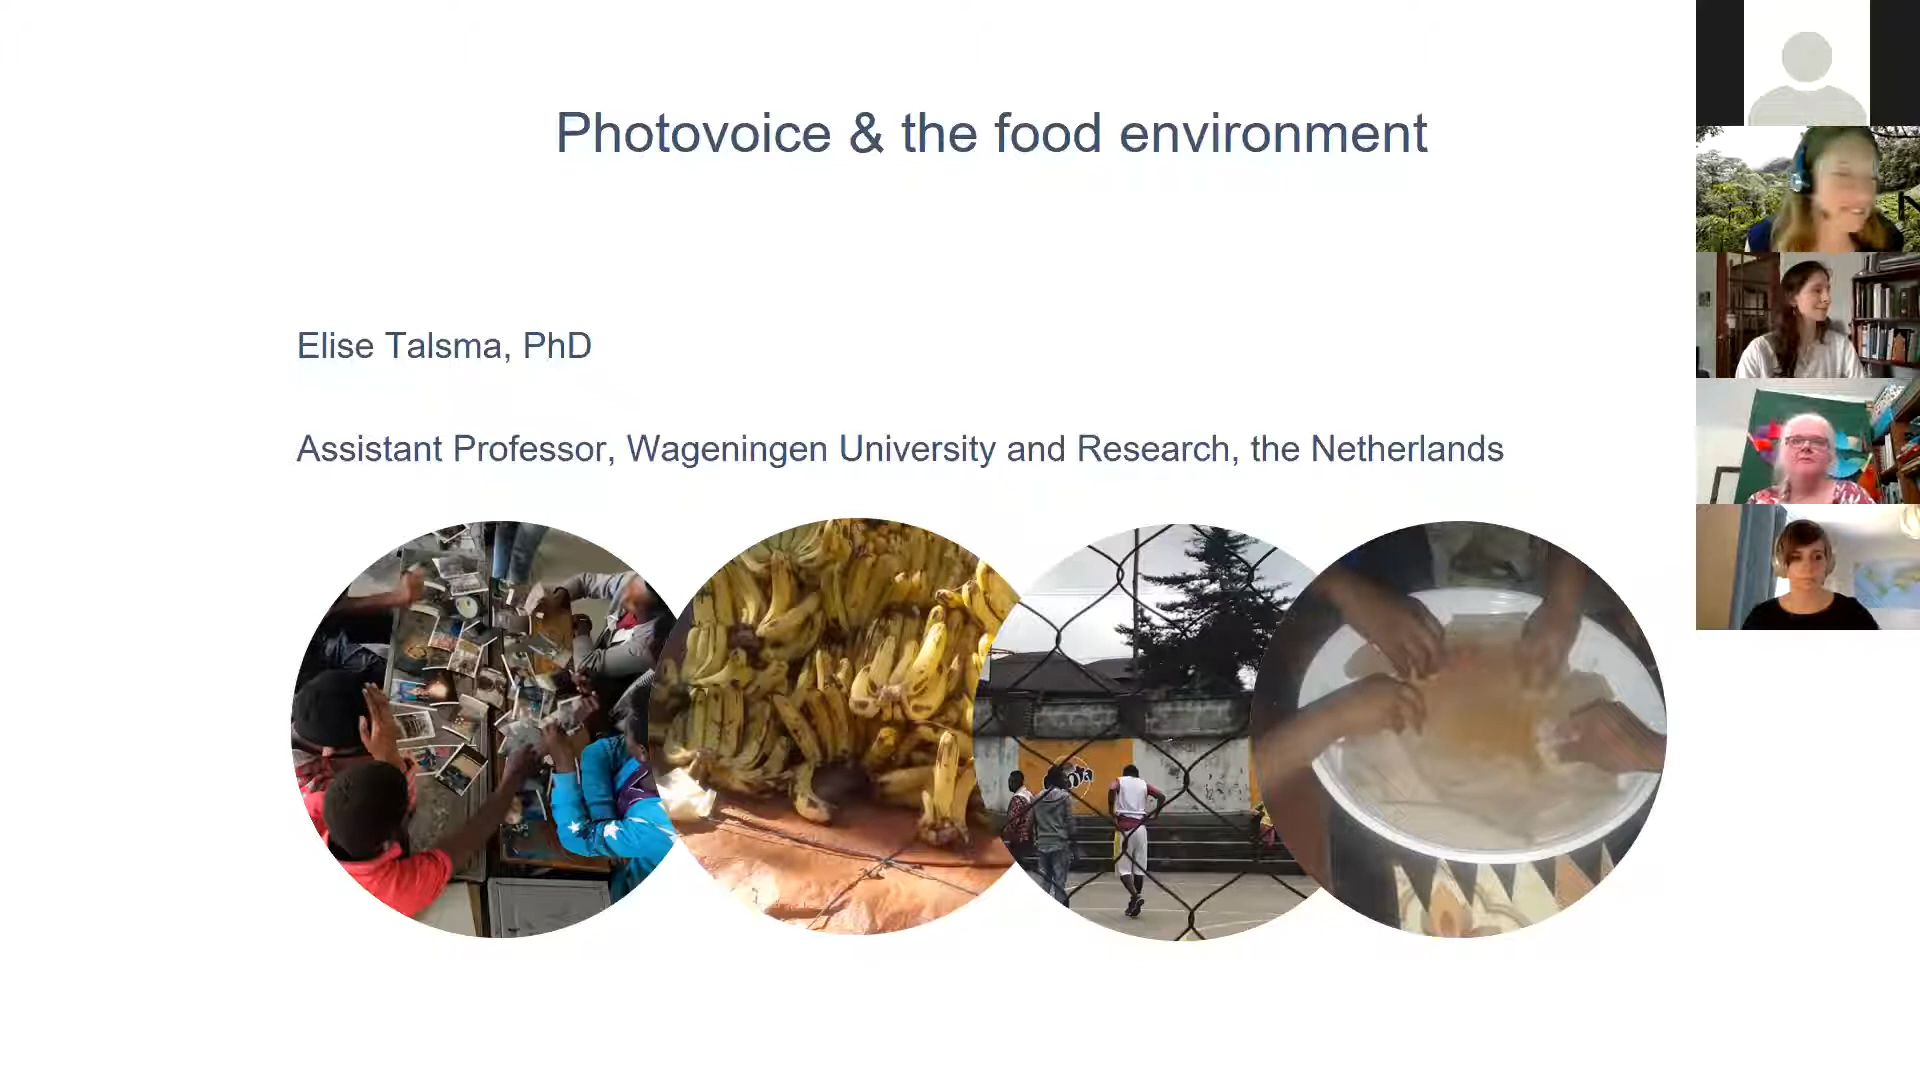 Photovoice & the food environment
Elise Talsma, PhD
Assistant Professor, Wageningen University and Research, the Netherlands